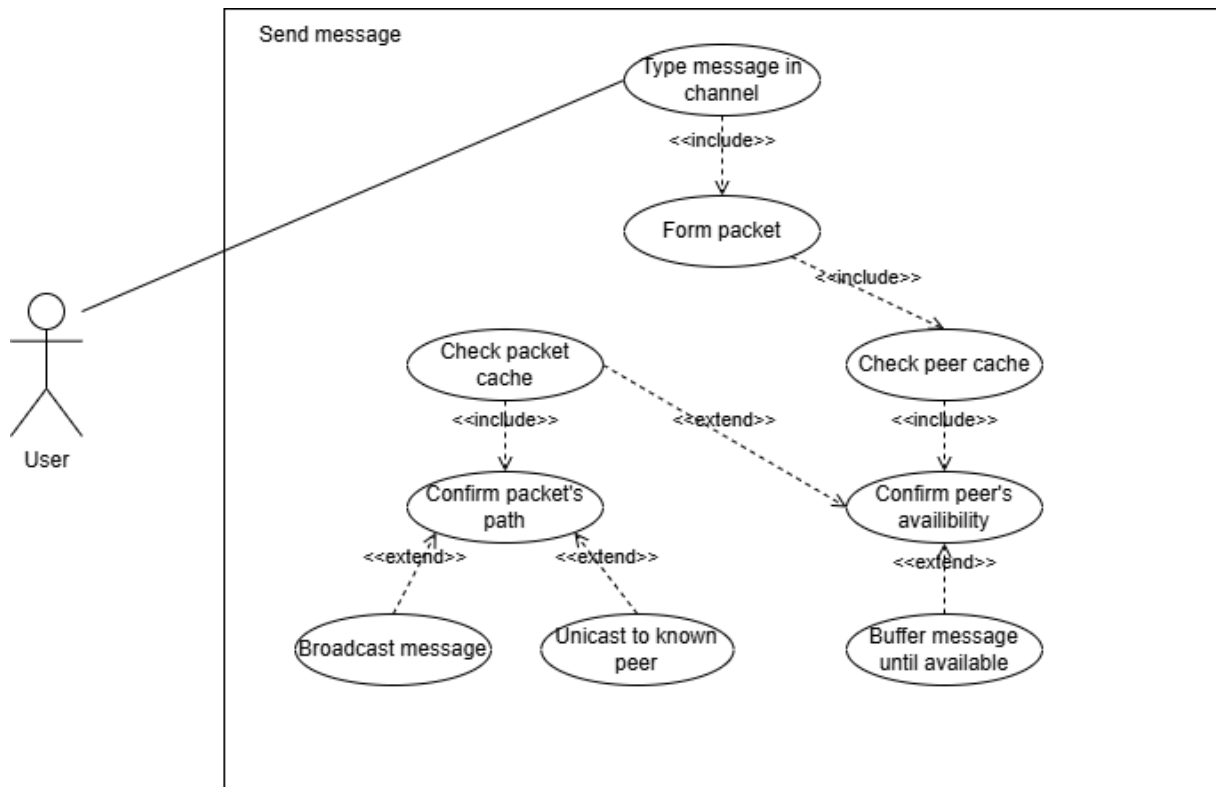 Send message
Type message in
channel
<<include>>
Form packet
<<include>>
Check packet
cache
Check peer cache
<<include>>
<<extend>>
<<include>>
User
Confirm packet's
path
Confirm peer's
availibility
<<extend>>
<<extend>>
<<extend>>
Broadcast message
Unicast to known
peer
Buffer message
until available